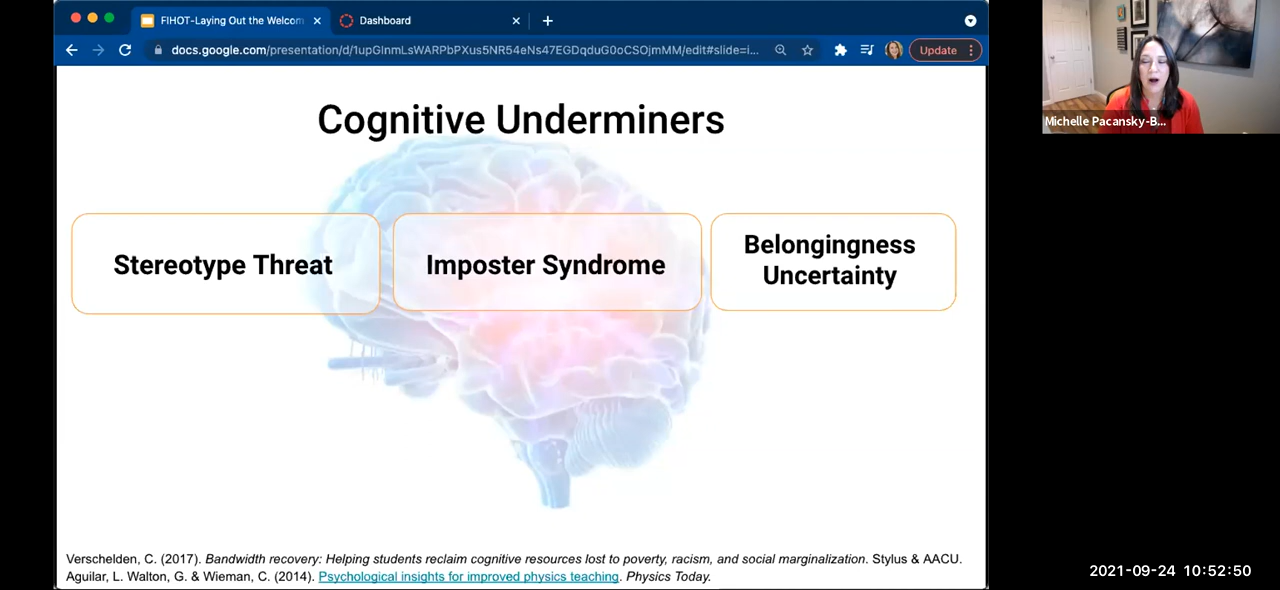 FIHOT-Laying Out the Welcom
Dashboard
docs.google.com/presentation/d/1upGlnmLsWARPbPXus5NR54eNs47EGDqduG0oCSOjmMM/edit#slide=i...
Update
Cognitive Underminers
Stereotype Threat
Imposter Syndrome
Belongingness
Uncertainty
Verschelden, C. (2017). Bandwidth recovery: Helping students reclaim cognitive resources lost to poverty, racism, and social marginalization. Stylus & AACU.
Aguilar, L. Walton, G. & Wieman, C. (2014). Psychological insights for improved physics teaching. Physics Today.
Michelle Pacansky-B...
2021-09-24 10:52:50